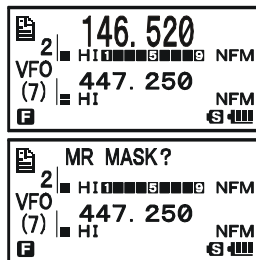 146.520
2
HI 1 5 9 NFM
VFO
447.250
(7)
HI NFM
F S
MR MASK?
2
HI 1 5 9 NFM
VFO
447.250
(7)
HI NFM
F S